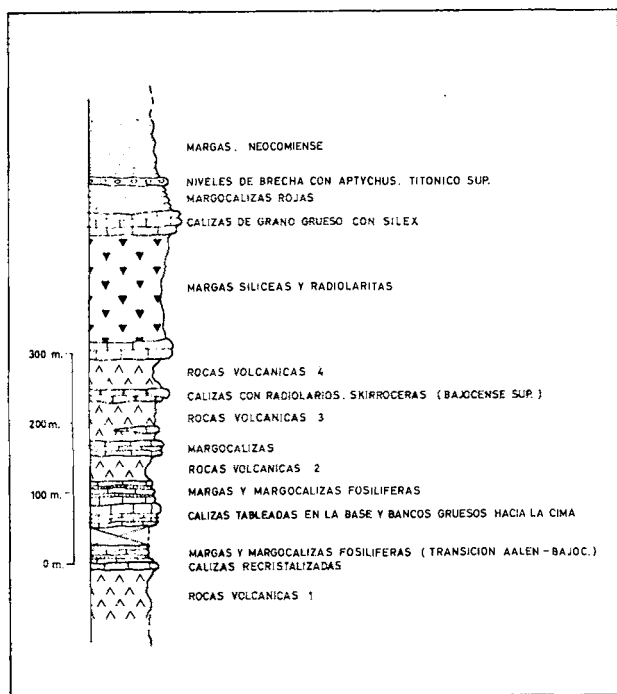 MARGAS. NEOCOMIENSE
NIVELES DE BRECHA CON APTYCHUS. TITONICO SUP.
MARGOCALIZAS ROJAS
CALIZAS DE GRANO GRUESO CON SILEX
MARGAS SILICEAS Y RADIOLARITAS
300 m.
ROCAS VOLCANICAS 4
CALIZAS CON RADIOLARIOS. SKIRROCERAS (BAJOCENSE SUP.)
200 m.
ROCAS VOLCANICAS 3
MARGOCALIZAS
ROCAS VOLCANICAS 2
100 m.
MARGAS Y MARGOCALIZAS FOSILIFERAS
CALIZAS TABLEADAS EN LA BASE Y BANCOS GRUESOS HACIA LA CIMA
MARGAS Y MARGOCALIZAS FOSILIFERAS (TRANSICION AALEN-BAJOC.)
0 m.
CALIZAS RECRISTALIZADAS
ROCAS VOLCANICAS 1